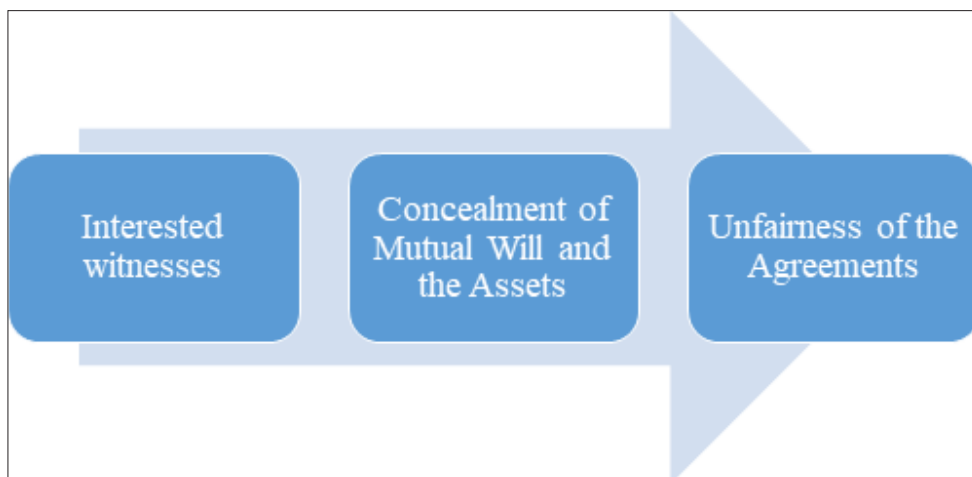 Interested
witnesses
Concealment of
Mutual Will and
the Assets
Unfairness of the
Agreements